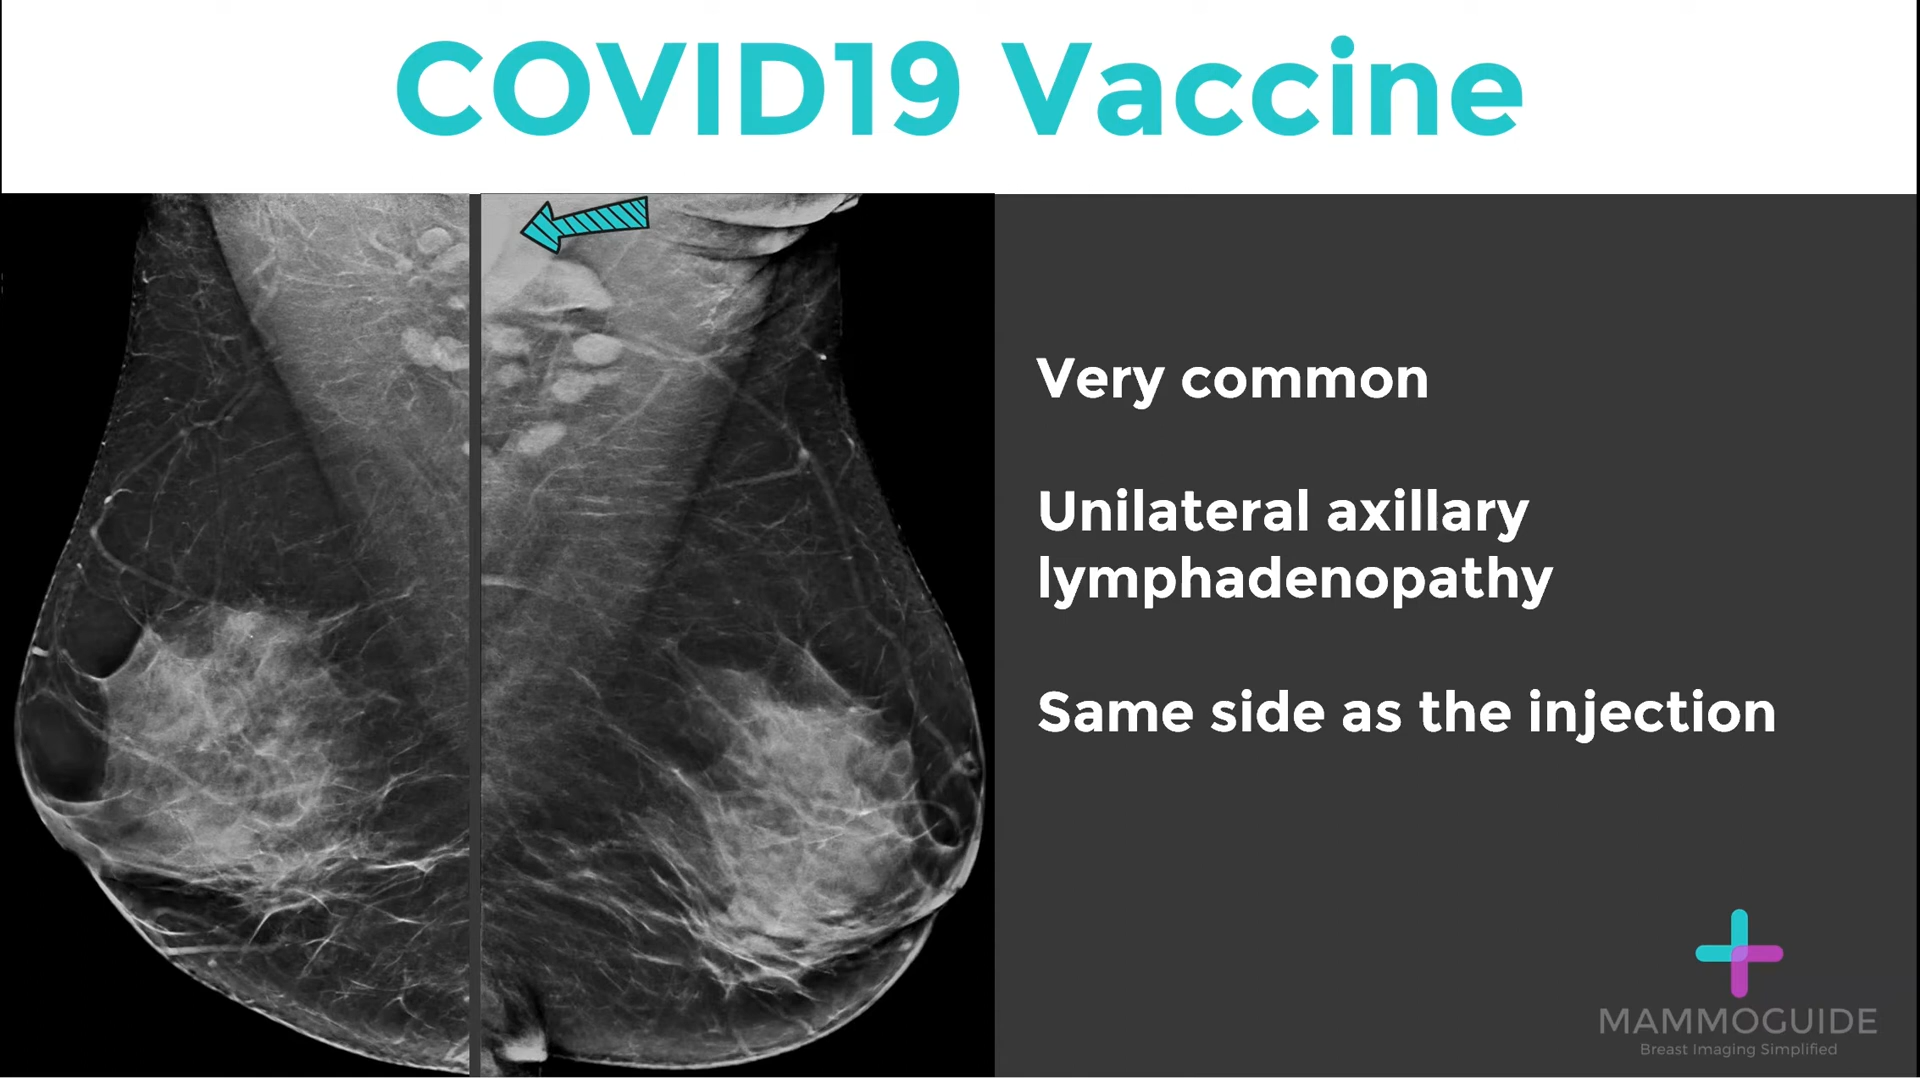 COVID19 Vaccine
Very common
Unilateral axillary
lymphadenopathy
Same side as the injection
MAMMOGUIDE
Breast Imaging Simplified